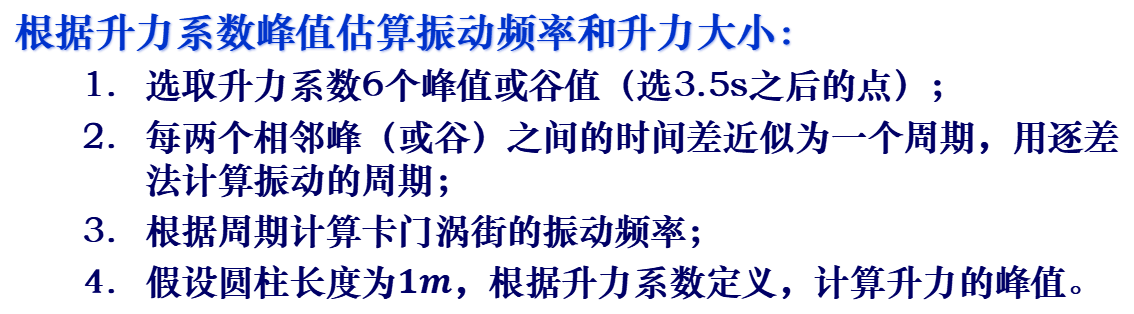 根据升力系数峰值估算振动频率和升力大小：
1. 选取升力系数6个峰值或谷值（选3.5s之后的点）；
2. 每两个相邻峰（或谷）之间的时间差近似为一个周期，用逐差
法计算振动的周期；
3. 根据周期计算卡门涡街的振动频率；
4. 假设圆柱长度为1m，根据升力系数定义，计算升力的峰值。